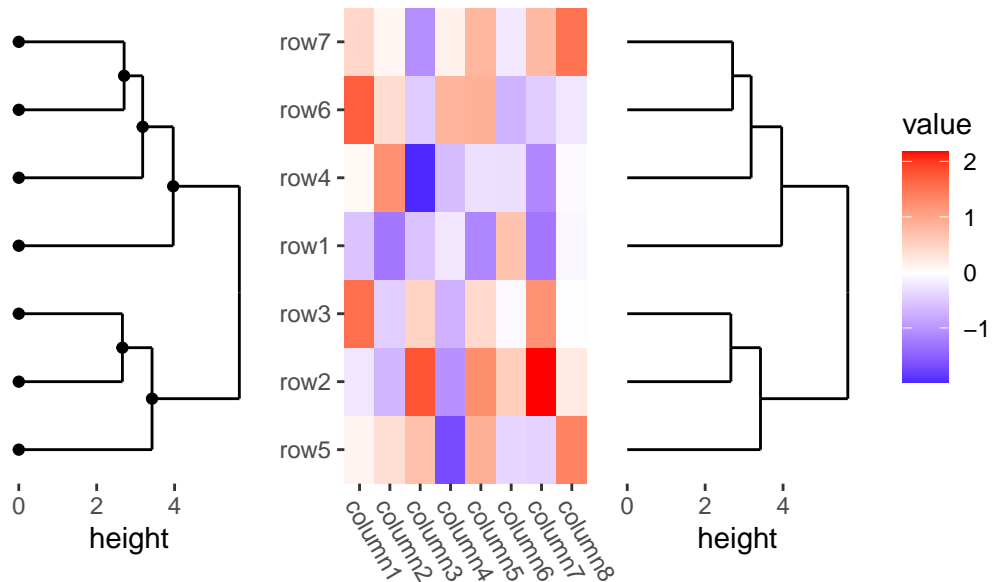 row7
row6
row4
row1
row3
row2
row5
0 2 4
height
column1
column2
column3
column4
column5
column6
column7
column8
0 2 4
height
value
2
1
0
−1